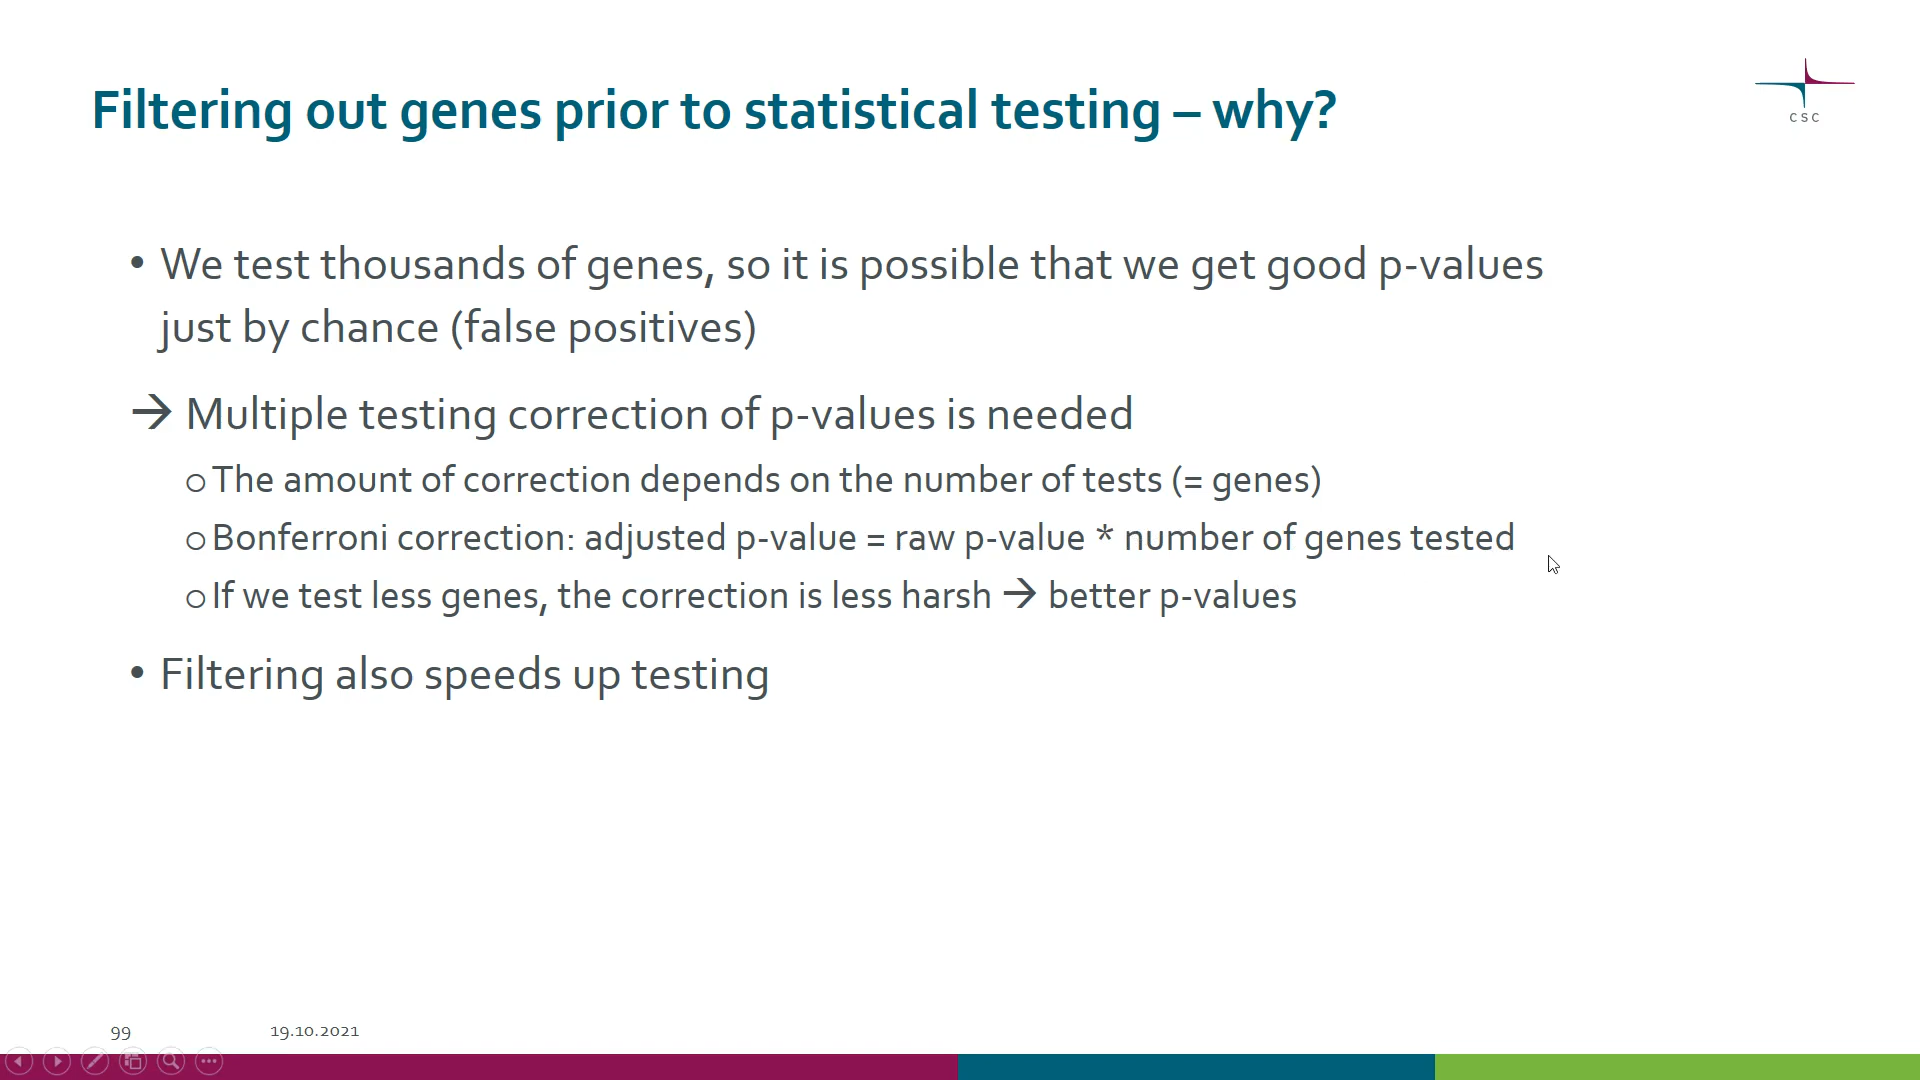 Filtering out genes prior to statistical testing – why?
CSC
• We test thousands of genes, so it is possible that we get good p-values
just by chance (false positives)
→ Multiple testing correction of p-values is needed
o The amount of correction depends on the number of tests (= genes)
o Bonferroni correction: adjusted p-value = raw p-value * number of genes tested
o If we test less genes, the correction is less harsh → better p-values
• Filtering also speeds up testing
99
19.10.2021